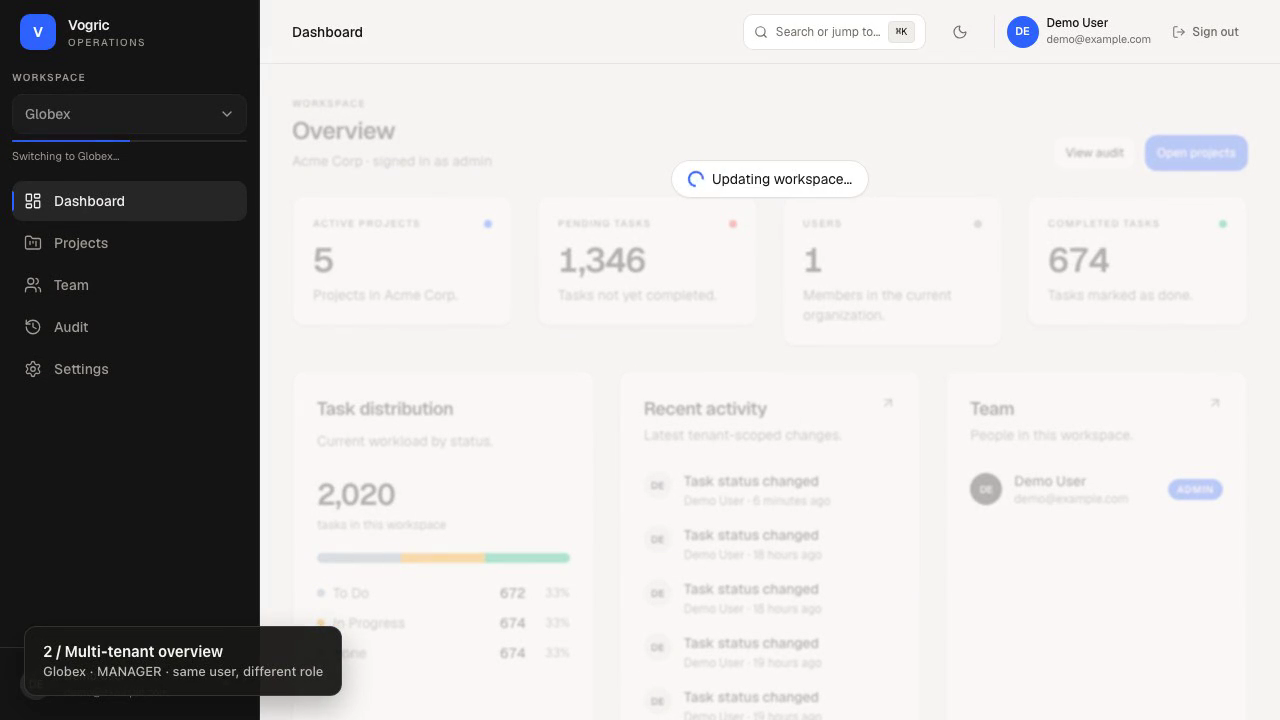 V
Vogric
OPERATIONS
WORKSPACE
Globex
Switching to Globex…
Dashboard
Projects
Team
Audit
Settings
2 / Multi-tenant overview
Globex · MANAGER · same user, different role
Dashboard
Search or jump to…
⌘K
DE
Demo User
demo@example.com
Sign out
WORKSPACE
Overview
Acme Corp · signed in as admin
View audit
Open projects
Updating workspace…
ACTIVE PROJECTS
5
Projects in Acme Corp.
PENDING TASKS
1,346
Tasks not yet completed.
USERS
1
Members in the current
organization.
COMPLETED TASKS
674
Tasks marked as done.
Task distribution
Current workload by status.
2,020
tasks in this workspace
To Do 672 33%
In Progress 674 33%
674 33%
Recent activity
Latest tenant-scoped changes.
DE
Task status changed
Demo User · 6 minutes ago
DE
Task status changed
Demo User · 18 hours ago
DE
Task status changed
Demo User · 18 hours ago
DE
Task status changed
Demo User · 19 hours ago
DE
Task status changed
Demo User · 19 hours ago
Team
People in this workspace.
DE
Demo User
demo@example.com
ADMIN